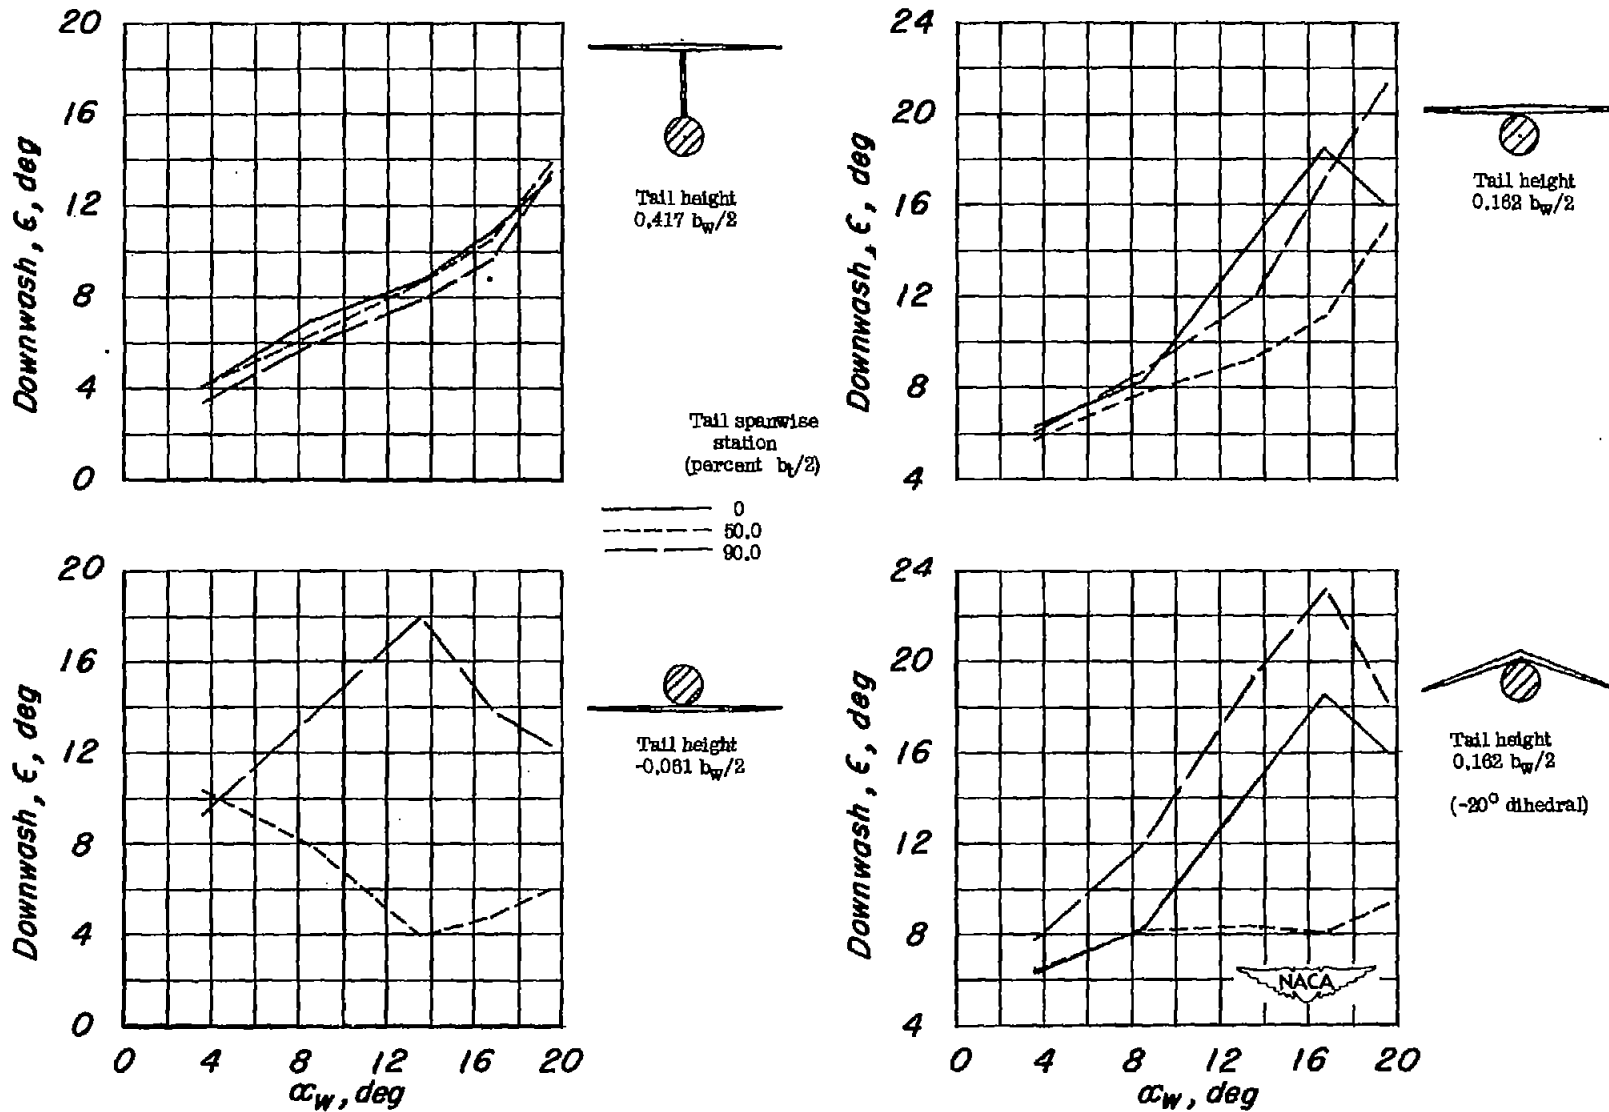 20
16
12
8
4
0
Downwash, ϵ, deg
Tail height
0.417 b_w/2
24
20
16
12
8
4
Downwash, ϵ, deg
Tail height
0.162 b_w/2
Tail spanwise
station
(percent b_t/2)
0
50.0
90.0
20
16
12
8
4
0
Downwash, ϵ, deg
0 4 8 12 16 20
α_w, deg
Tail height
-0.061 b_w/2
24
20
16
12
8
4
Downwash, ϵ, deg
0 4 8 12 16 20
α_w, deg
Tail height
0.162 b_w/2
(-20° dihedral)
NACA